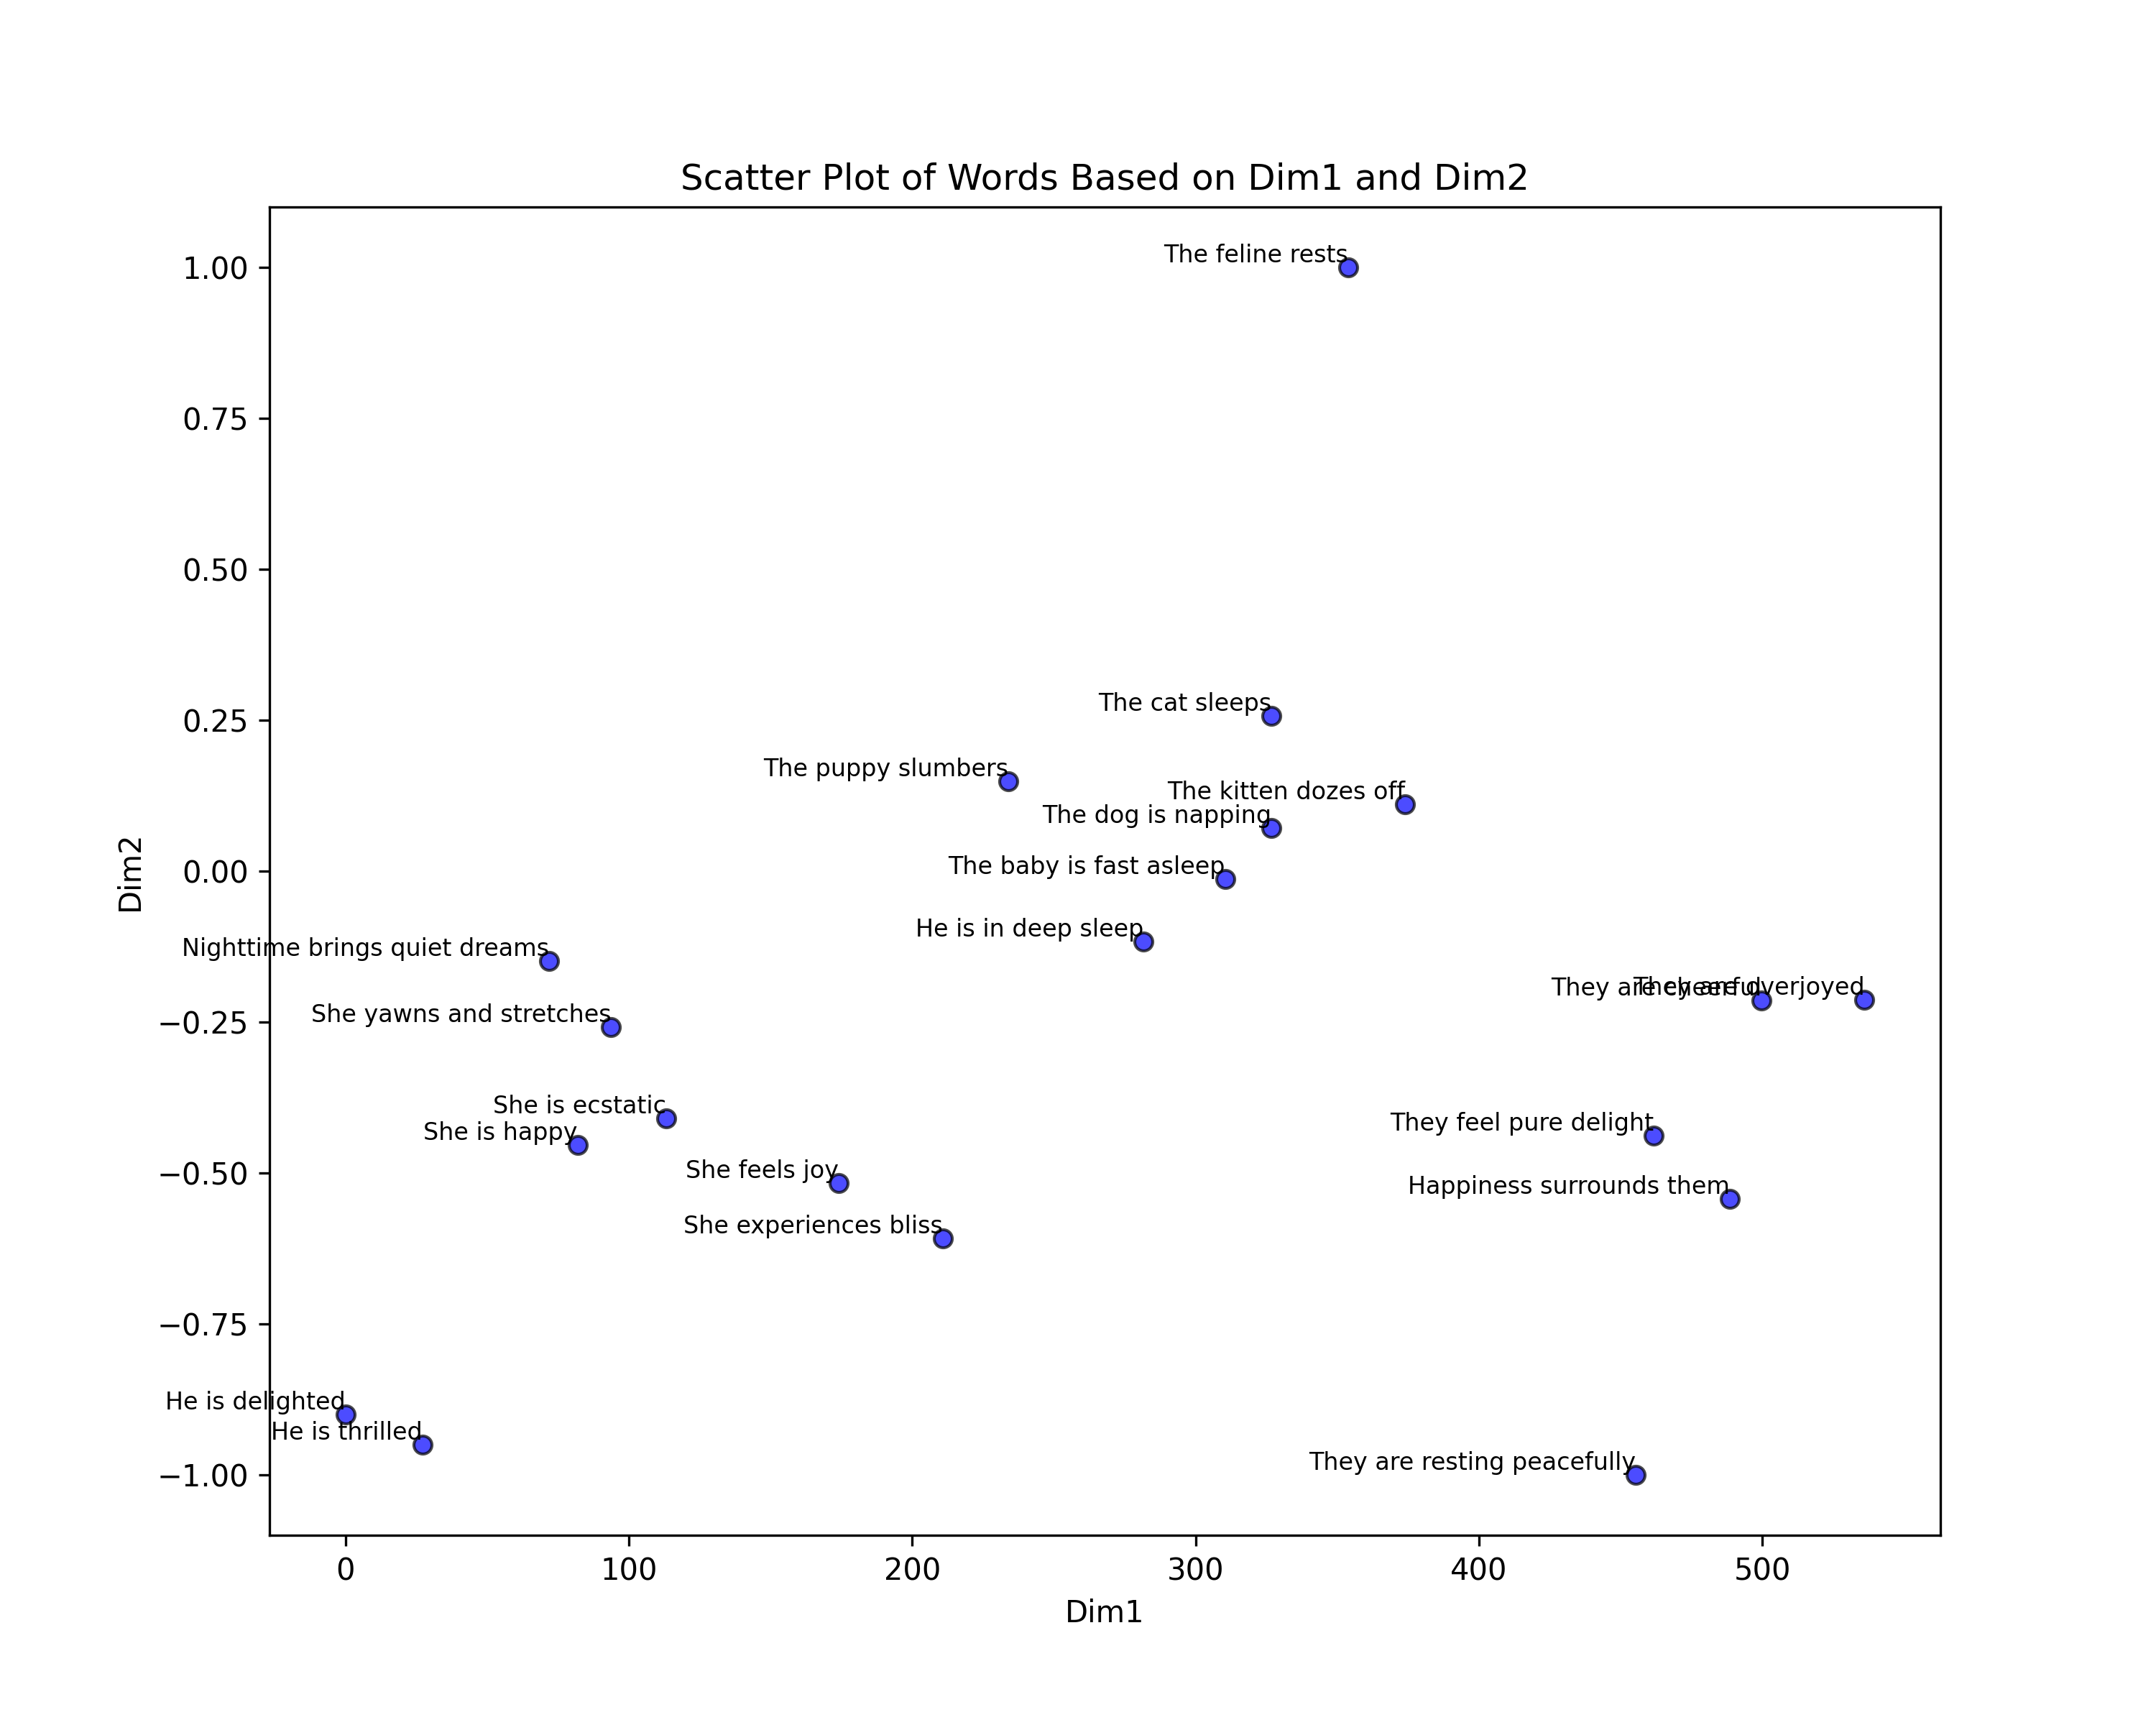 Scatter Plot of Words Based on Dim1 and Dim2
The feline rests
1.00
0.75
0.50
The cat sleeps
0.25
The puppy slumbers
The kitten dozes off
The dog is napping
0.00
The baby is fast asleep
Dim2
He is in deep sleep
Nighttime brings quiet dreams
They are cheerful
They are overjoyed
She yawns and stretches
−0.25
She is ecstatic
They feel pure delight
She is happy
She feels joy
−0.50
Happiness surrounds them
She experiences bliss
−0.75
He is delighted
He is thrilled
They are resting peacefully
−1.00
0 100 200 300 400 500
Dim1